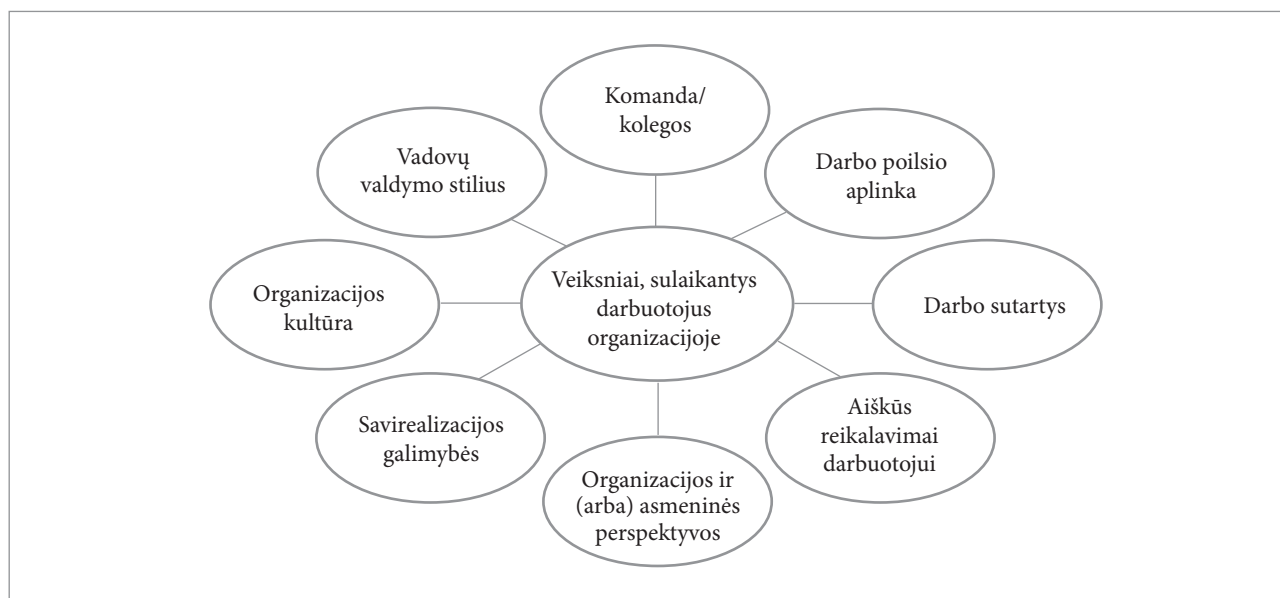 Komanda/
kolegos
Vadovų
valdymo stilius
Darbo poilsio
aplinka
Organizacijos
kultūra
Veiksniai, sulaikantys
darbuotojus
organizacijoje
Darbo sutartys
Savirealizacijos
galimybės
Organizacijos ir
(arba) asmeninės
perspektyvos
Aiškūs
reikalavimai
darbuotojui